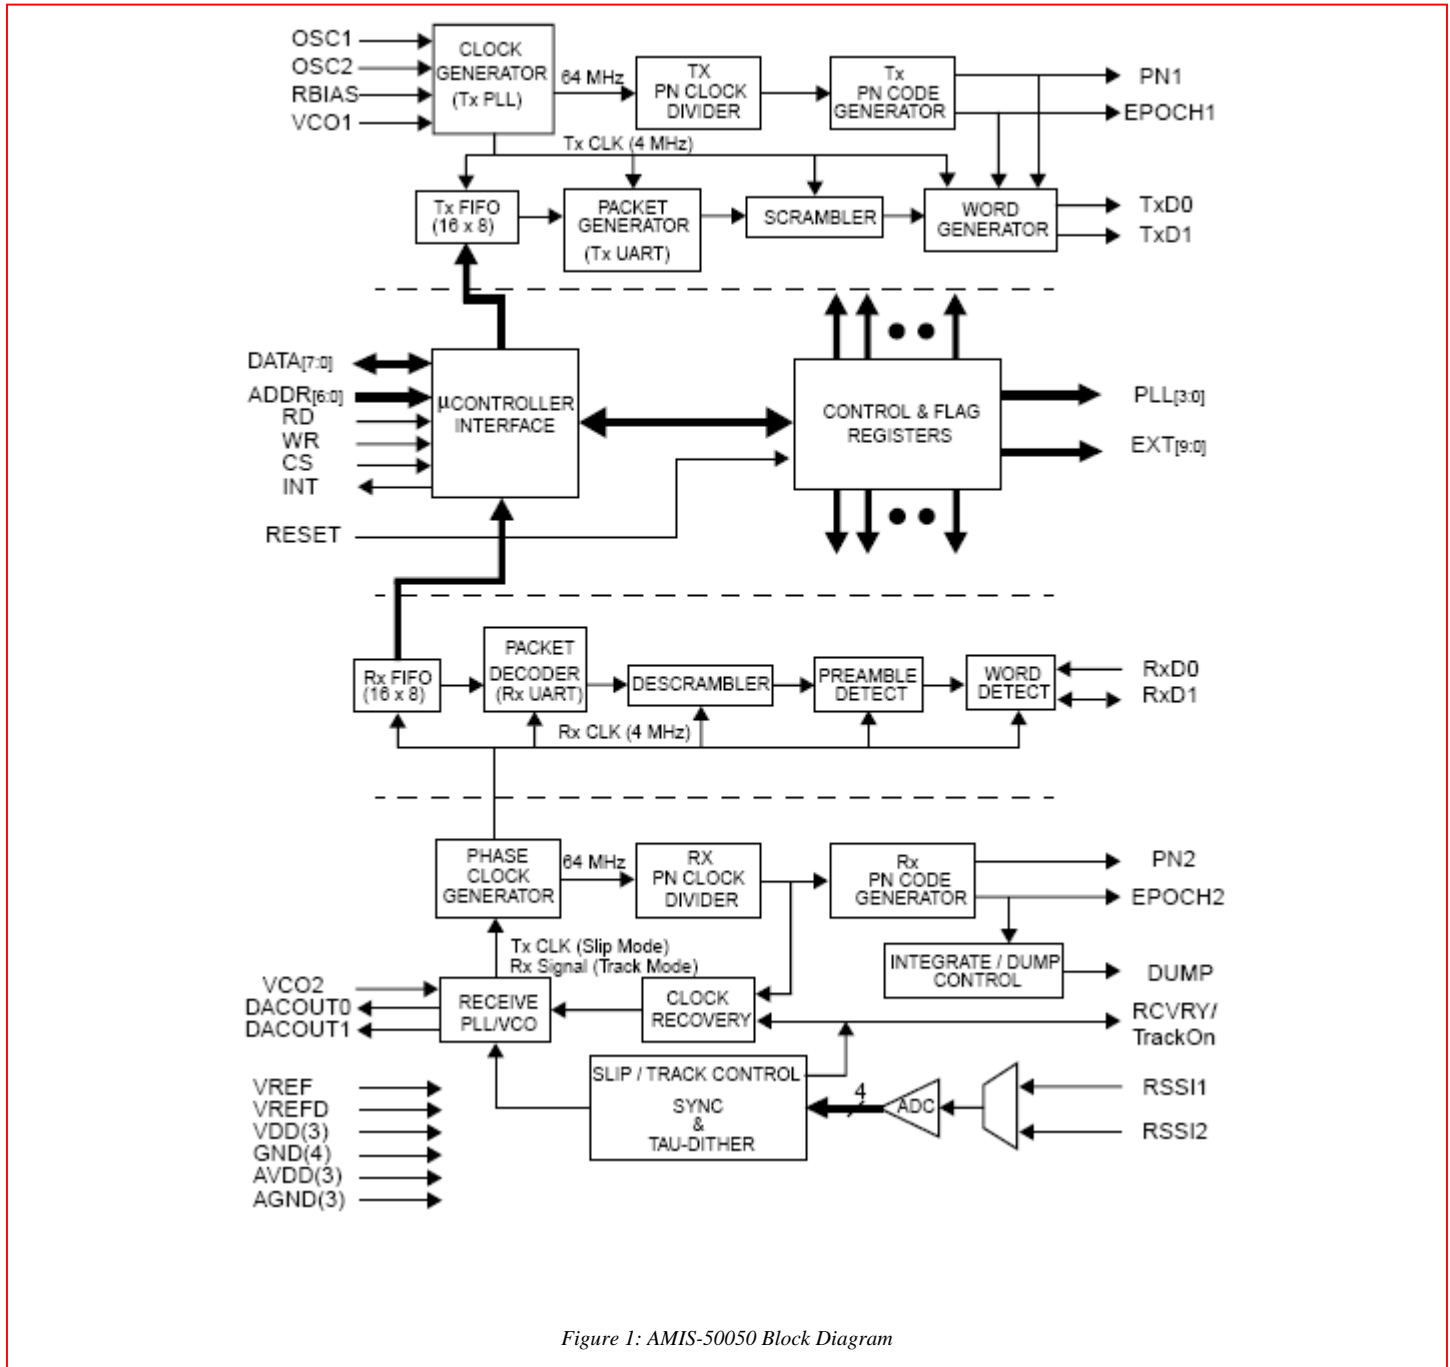 OSC1
OSC2
RBIAS
VCO1
CLOCK
GENERATOR
(Tx PLL)
64 MHz
TX
PN CLOCK
DIVIDER
Tx
PN CODE
GENERATOR
PN1
EPOCH1
Tx CLK (4 MHz)
Tx FIFO
(16 x 8)
PACKET
GENERATOR
(Tx UART)
SCRAMBLER
WORD
GENERATOR
TxD0
TxD1
DATA[7:0]
ADDR[6:0]
RD
WR
CS
INT
RESET
µCONTROLLER
INTERFACE
CONTROL & FLAG
REGISTERS
PLL[3:0]
EXT[9:0]
Rx FIFO
(16 x 8)
PACKET
DECODER
(Rx UART)
DESCRAMBLER
PREAMBLE
DETECT
WORD
DETECT
RxD0
RxD1
Rx CLK (4 MHz)
PHASE
CLOCK
GENERATOR
64 MHz
RX
PN CLOCK
DIVIDER
Rx
PN CODE
GENERATOR
PN2
EPOCH2
Tx CLK (Slip Mode)
Rx Signal (Track Mode)
INTEGRATE / DUMP
CONTROL
DUMP
VCO2
DACOUT0
DACOUT1
RECEIVE
PLL/VCO
CLOCK
RECOVERY
RCVRY/
TrackOn
SLIP / TRACK CONTROL
SYNC
&
TAU-DITHER
4
ADC
RSSI1
RSSI2
VREF
VREFD
VDD(3)
GND(4)
AVDD(3)
AGND(3)
Figure 1: AMIS-50050 Block Diagram